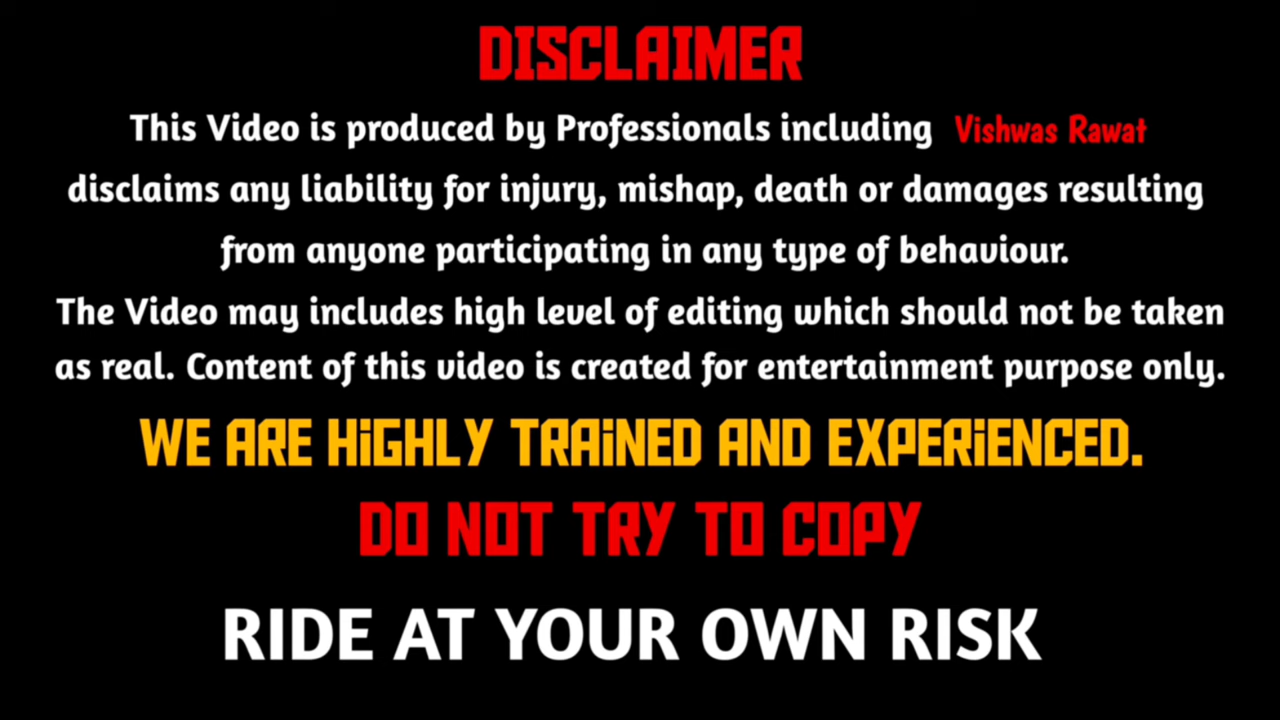 DISCLAIMER
This Video is produced by Professionals including Vishwas Rawat
disclaims any liability for injury, mishap, death or damages resulting
from anyone participating in any type of behaviour.
The Video may includes high level of editing which should not be taken
as real. Content of this video is created for entertainment purpose only.
WE ARE HiGHLY TRAiNED AND EXPERiENCED.
DO NOT TRY TO COPY
RIDE AT YOUR OWN RISK